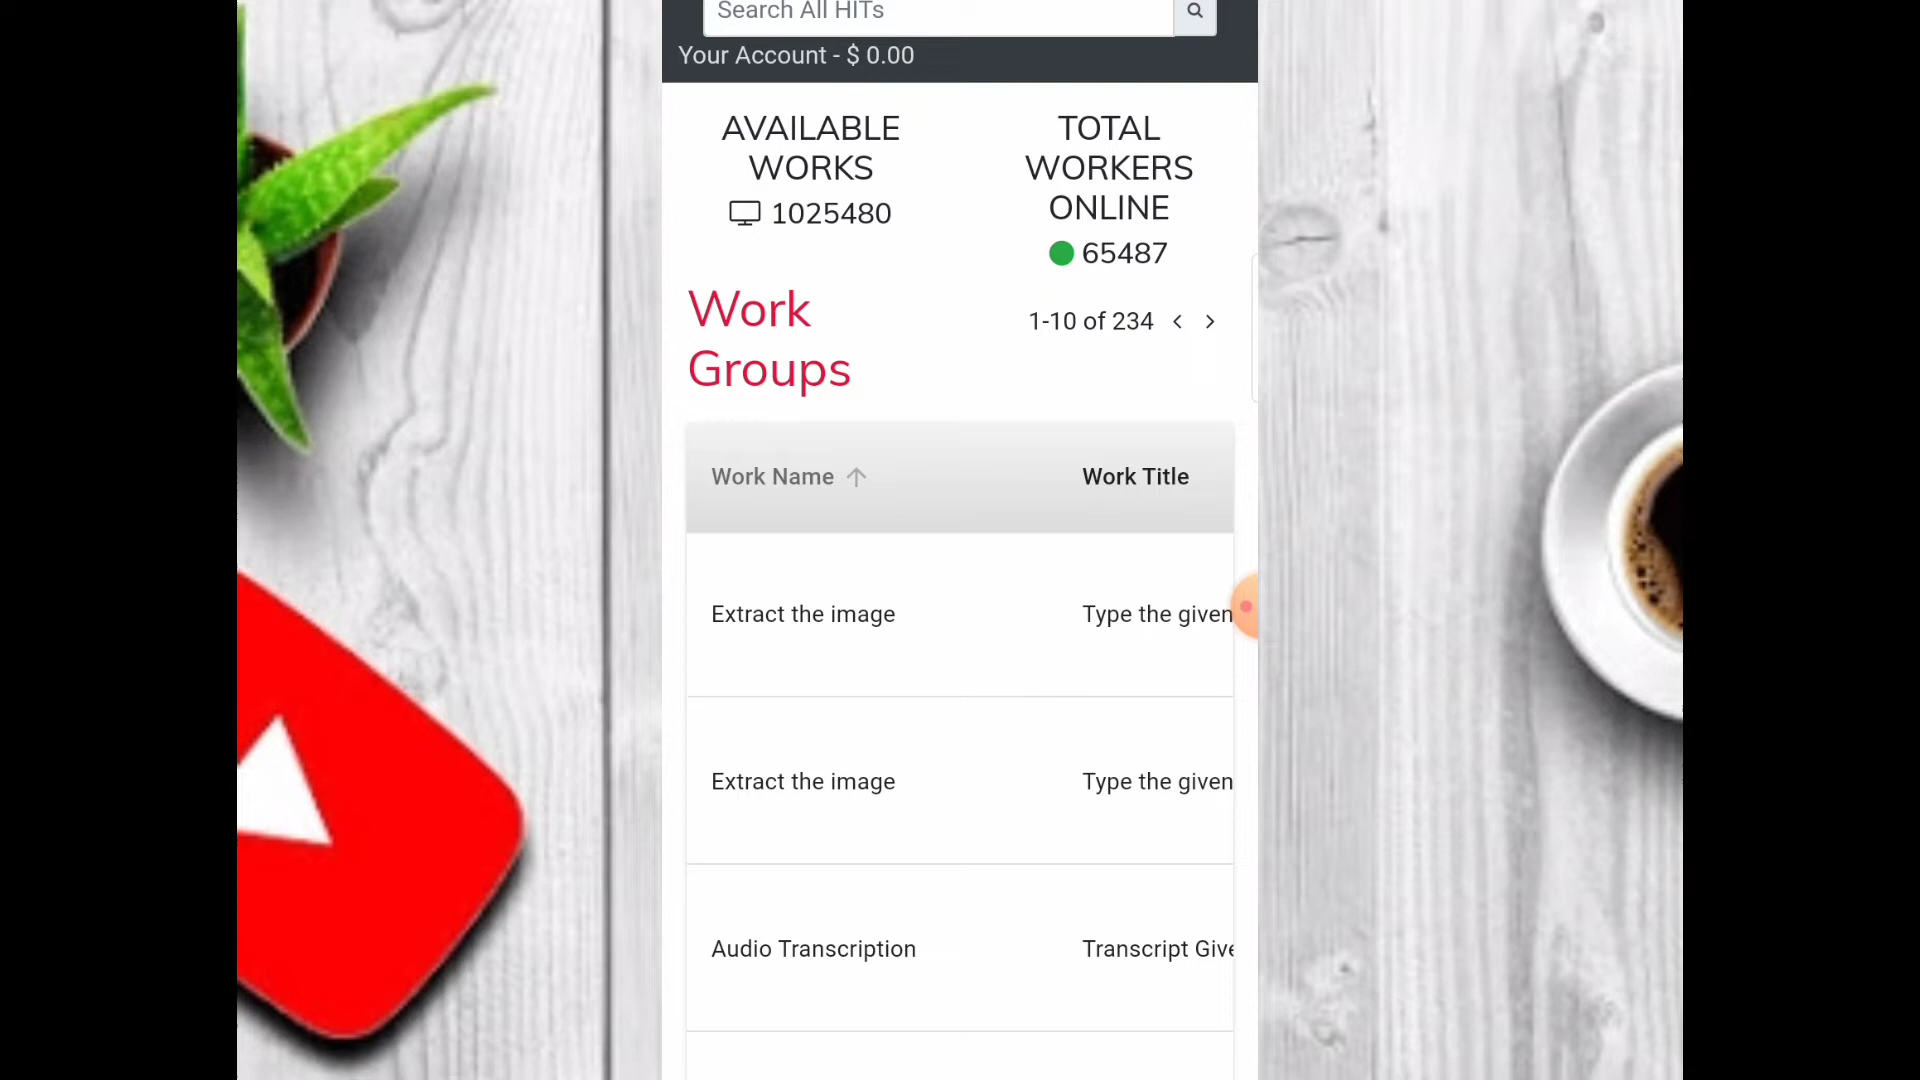 Search All HITs
Your Account - $ 0.00
AVAILABLE
WORKS
1025480
TOTAL
WORKERS
ONLINE
65487
Work
Groups
1-10 of 234
Work Name
Work Title
Extract the image
Type the given
Extract the image
Type the given
Audio Transcription
Transcript Give